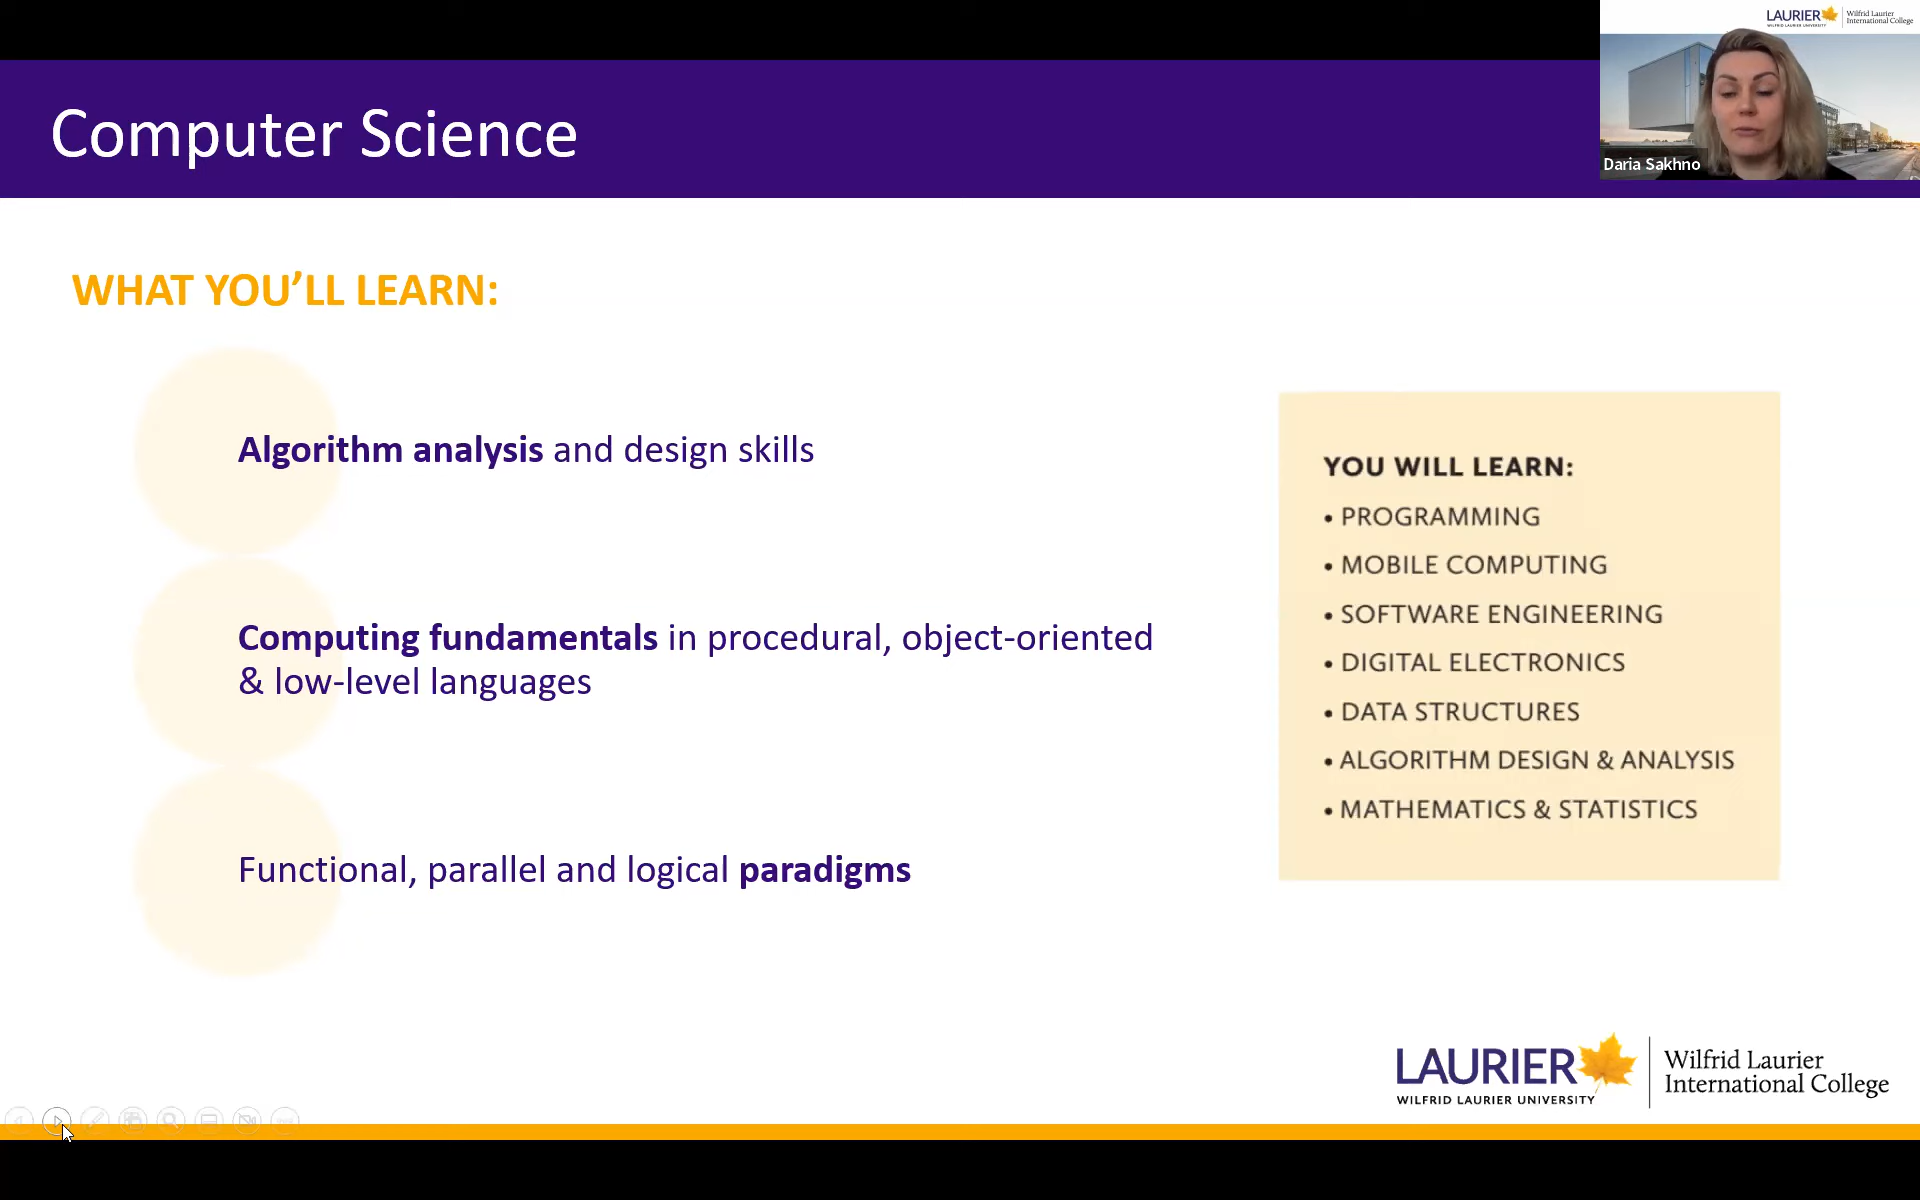 LAURIER
WILFRID LAURIER UNIVERSITY
Wilfrid Laurier
International College
Daria Sakhno
Computer Science
WHAT YOU’LL LEARN:
Algorithm analysis and design skills
Computing fundamentals in procedural, object-oriented
& low-level languages
Functional, parallel and logical paradigms
YOU WILL LEARN:
• PROGRAMMING
• MOBILE COMPUTING
• SOFTWARE ENGINEERING
• DIGITAL ELECTRONICS
• DATA STRUCTURES
• ALGORITHM DESIGN & ANALYSIS
• MATHEMATICS & STATISTICS
LAURIER
WILFRID LAURIER UNIVERSITY
Wilfrid Laurier
International College